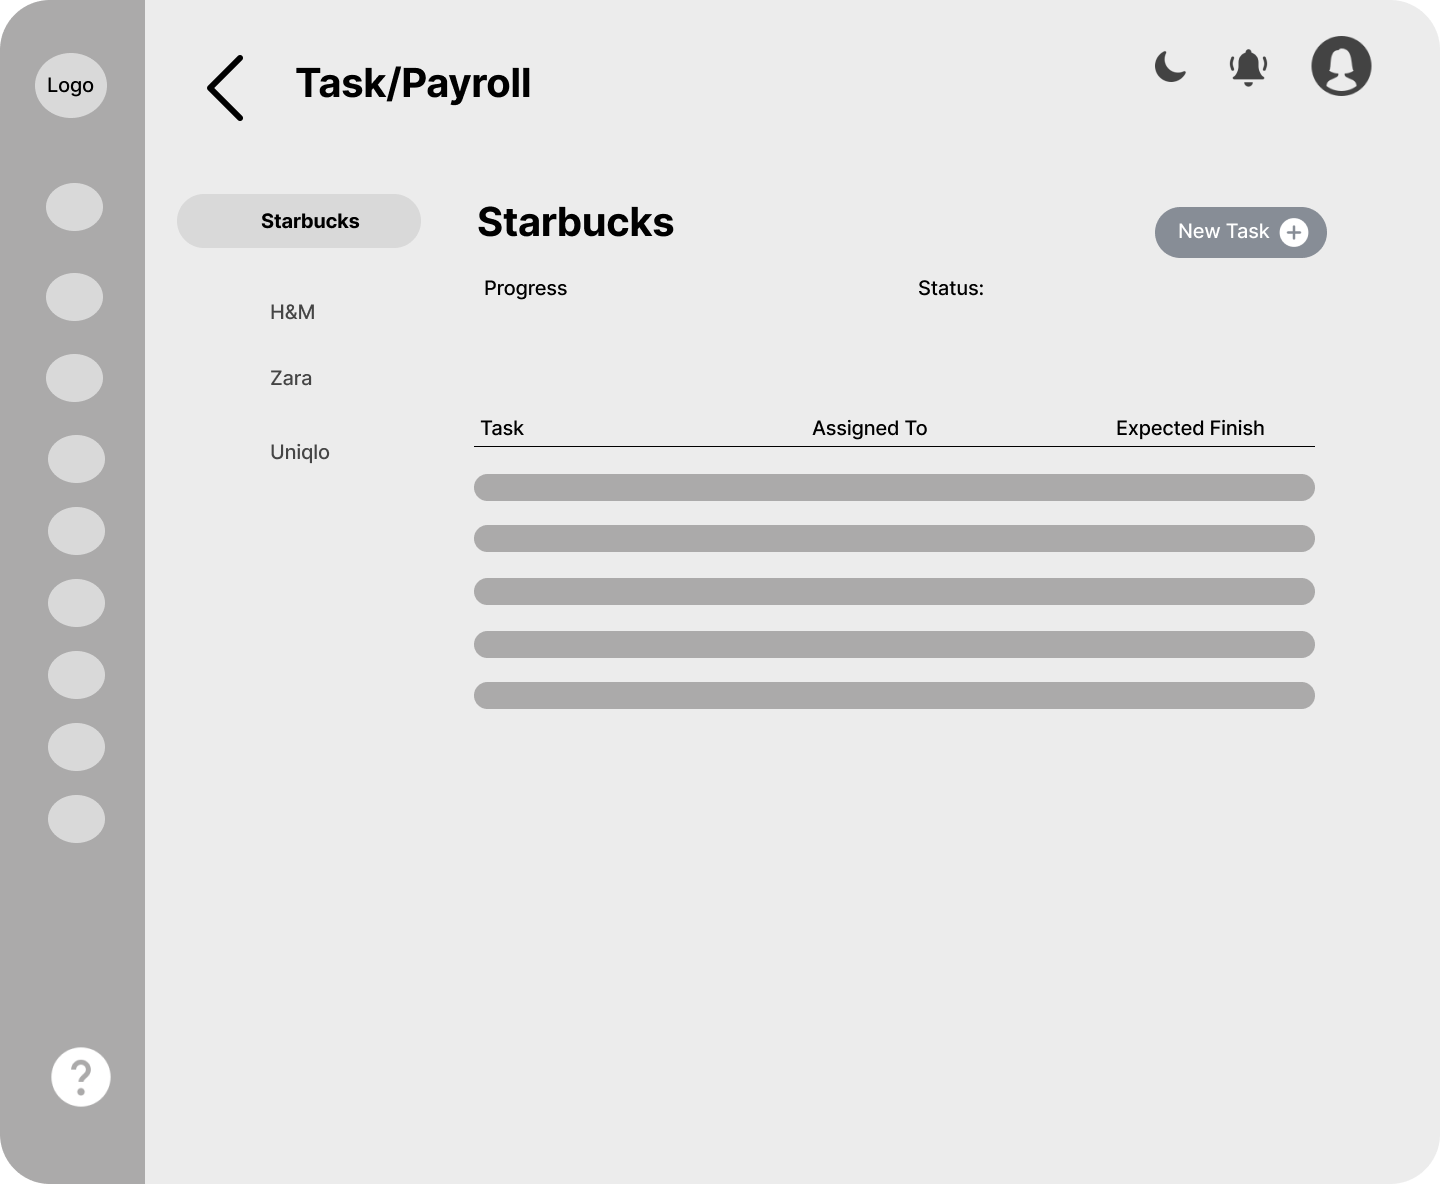 Logo
Task/Payroll
Starbucks
H&M
Zara
Uniqlo
Starbucks
New Task
Progress
Status:
Task
Assigned To
Expected Finish
?